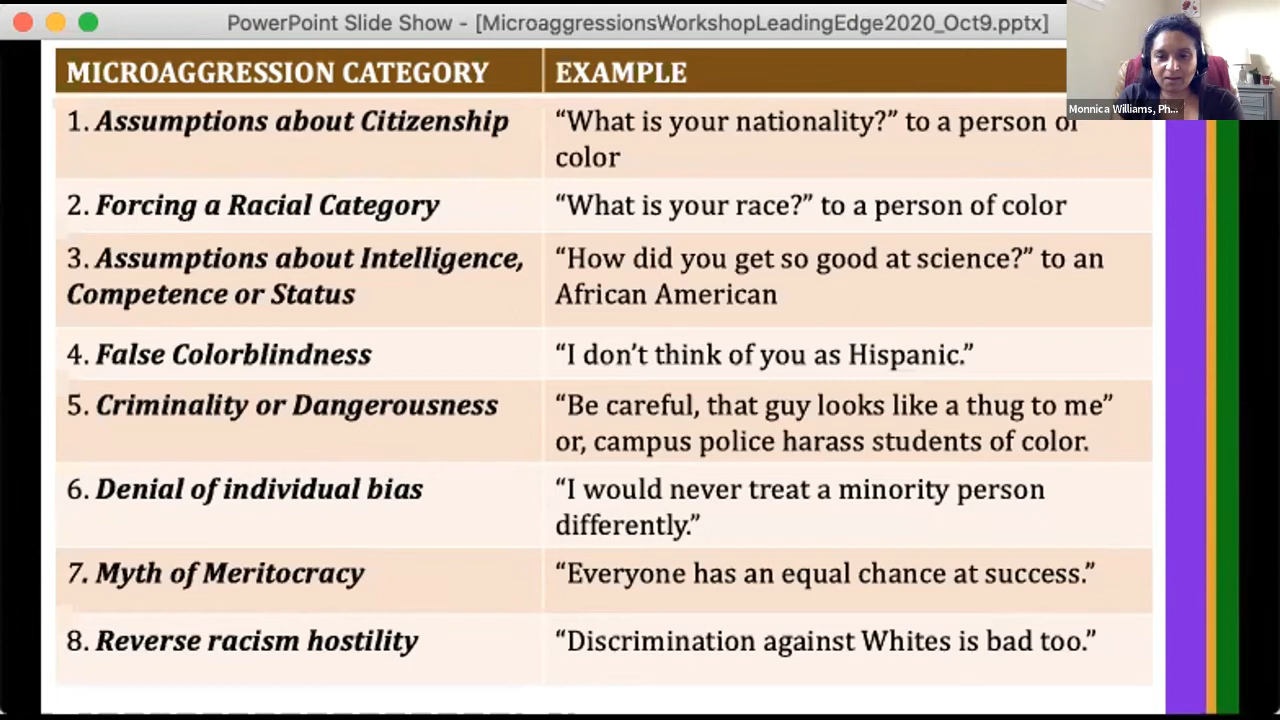 PowerPoint Slide Show - [MicroaggressionsWorkshopLeadingEdge2020_Oct9.pptx]
Monnica Williams, Ph...
MICROAGGRESSION CATEGORY
EXAMPLE
1. Assumptions about Citizenship
“What is your nationality?” to a person of
color
2. Forcing a Racial Category
“What is your race?” to a person of color
3. Assumptions about Intelligence,
Competence or Status
“How did you get so good at science?” to an
African American
4. False Colorblindness
“I don’t think of you as Hispanic.”
5. Criminality or Dangerousness
“Be careful, that guy looks like a thug to me”
or, campus police harass students of color.
6. Denial of individual bias
“I would never treat a minority person
differently.”
7. Myth of Meritocracy
“Everyone has an equal chance at success.”
8. Reverse racism hostility
“Discrimination against Whites is bad too.”